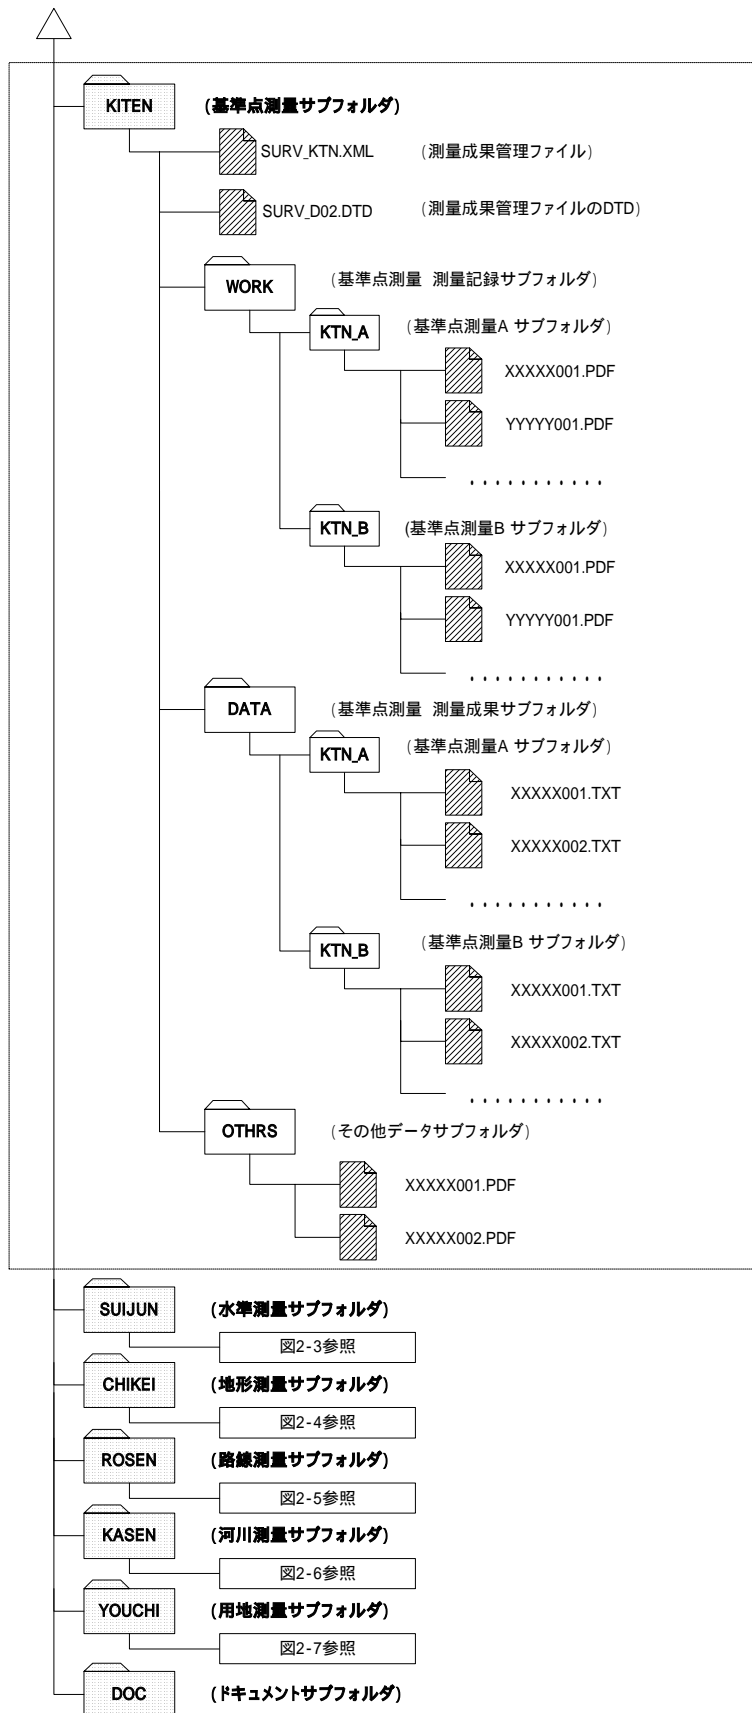 KITEN (基準点測量サブフォルダ)
SURV_KTN.XML (測量成果管理ファイル)
SURV_D02.DTD (測量成果管理ファイルのDTD)
WORK (基準点測量 測量記録サブフォルダ)
KTN_A (基準点測量A サブフォルダ)
XXXXX001.PDF
YYYYY001.PDF
...........
KTN_B (基準点測量B サブフォルダ)
XXXXX001.PDF
YYYYY001.PDF
...........
DATA (基準点測量 測量成果サブフォルダ)
KTN_A (基準点測量A サブフォルダ)
XXXXX001.TXT
XXXXX002.TXT
...........
KTN_B (基準点測量B サブフォルダ)
XXXXX001.TXT
XXXXX002.TXT
...........
OTHRS (その他データサブフォルダ)
XXXXX001.PDF
XXXXX002.PDF
SUIJUN (水準測量サブフォルダ)
図2-3参照
CHIKEI (地形測量サブフォルダ)
図2-4参照
ROSEN (路線測量サブフォルダ)
図2-5参照
KASEN (河川測量サブフォルダ)
図2-6参照
YOUCHI (用地測量サブフォルダ)
図2-7参照
DOC (ドキュメントサブフォルダ)